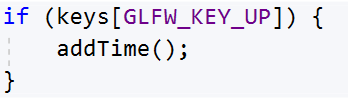 if (keys[GLFW_KEY_UP]) {
    addTime();
}